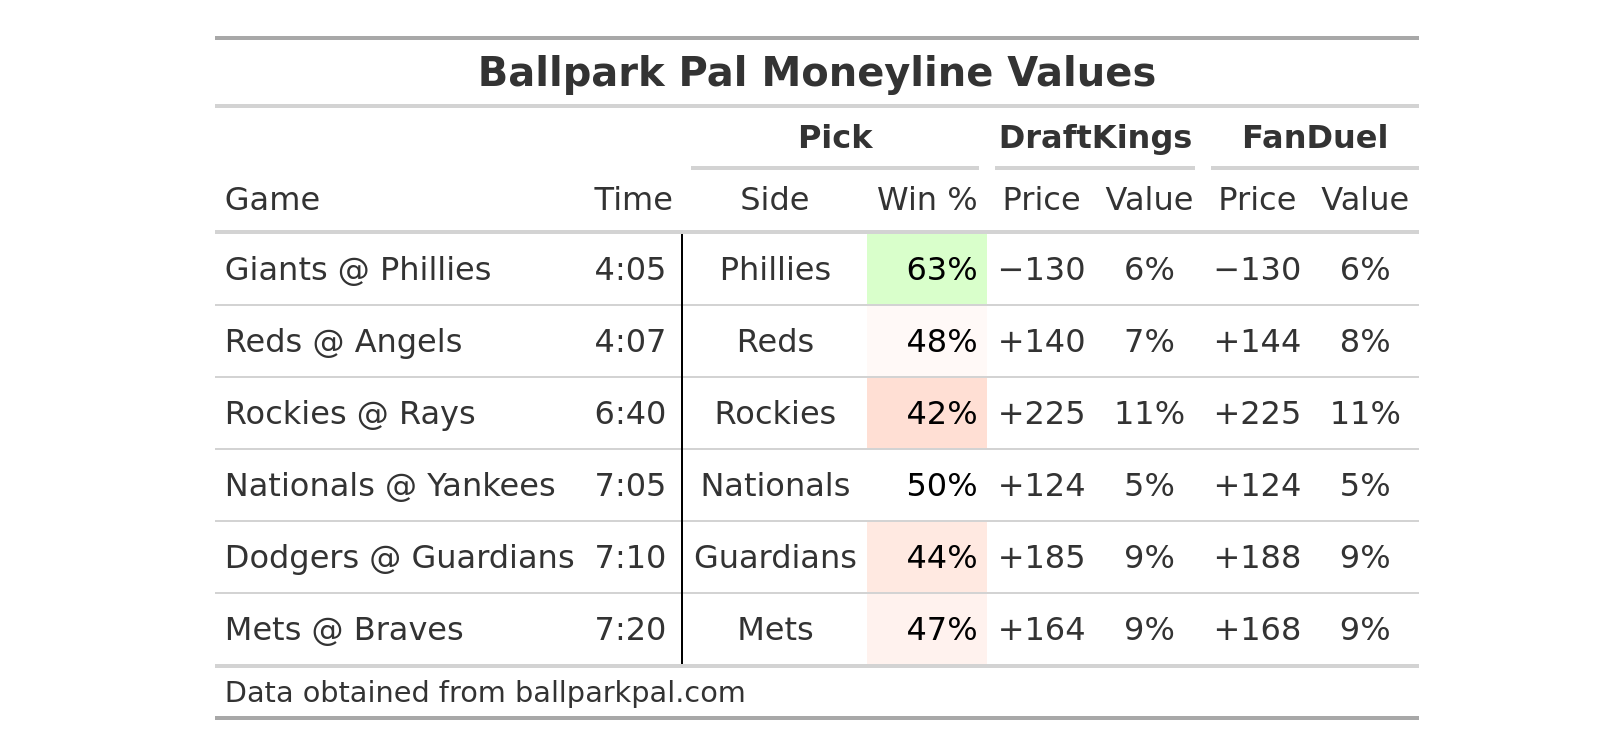 Ballpark Pal Moneyline Values
Pick DraftKings FanDuel
Game Time Side Win % Price Value Price Value
Giants @ Phillies 4:05 Phillies 63% −130 6% −130 6%
Reds @ Angels 4:07 Reds 48% +140 7% +144 8%
Rockies @ Rays 6:40 Rockies 42% +225 11% +225 11%
Nationals @ Yankees 7:05 Nationals 50% +124 5% +124 5%
Dodgers @ Guardians 7:10 Guardians 44% +185 9% +188 9%
Mets @ Braves 7:20 Mets 47% +164 9% +168 9%
Data obtained from ballparkpal.com